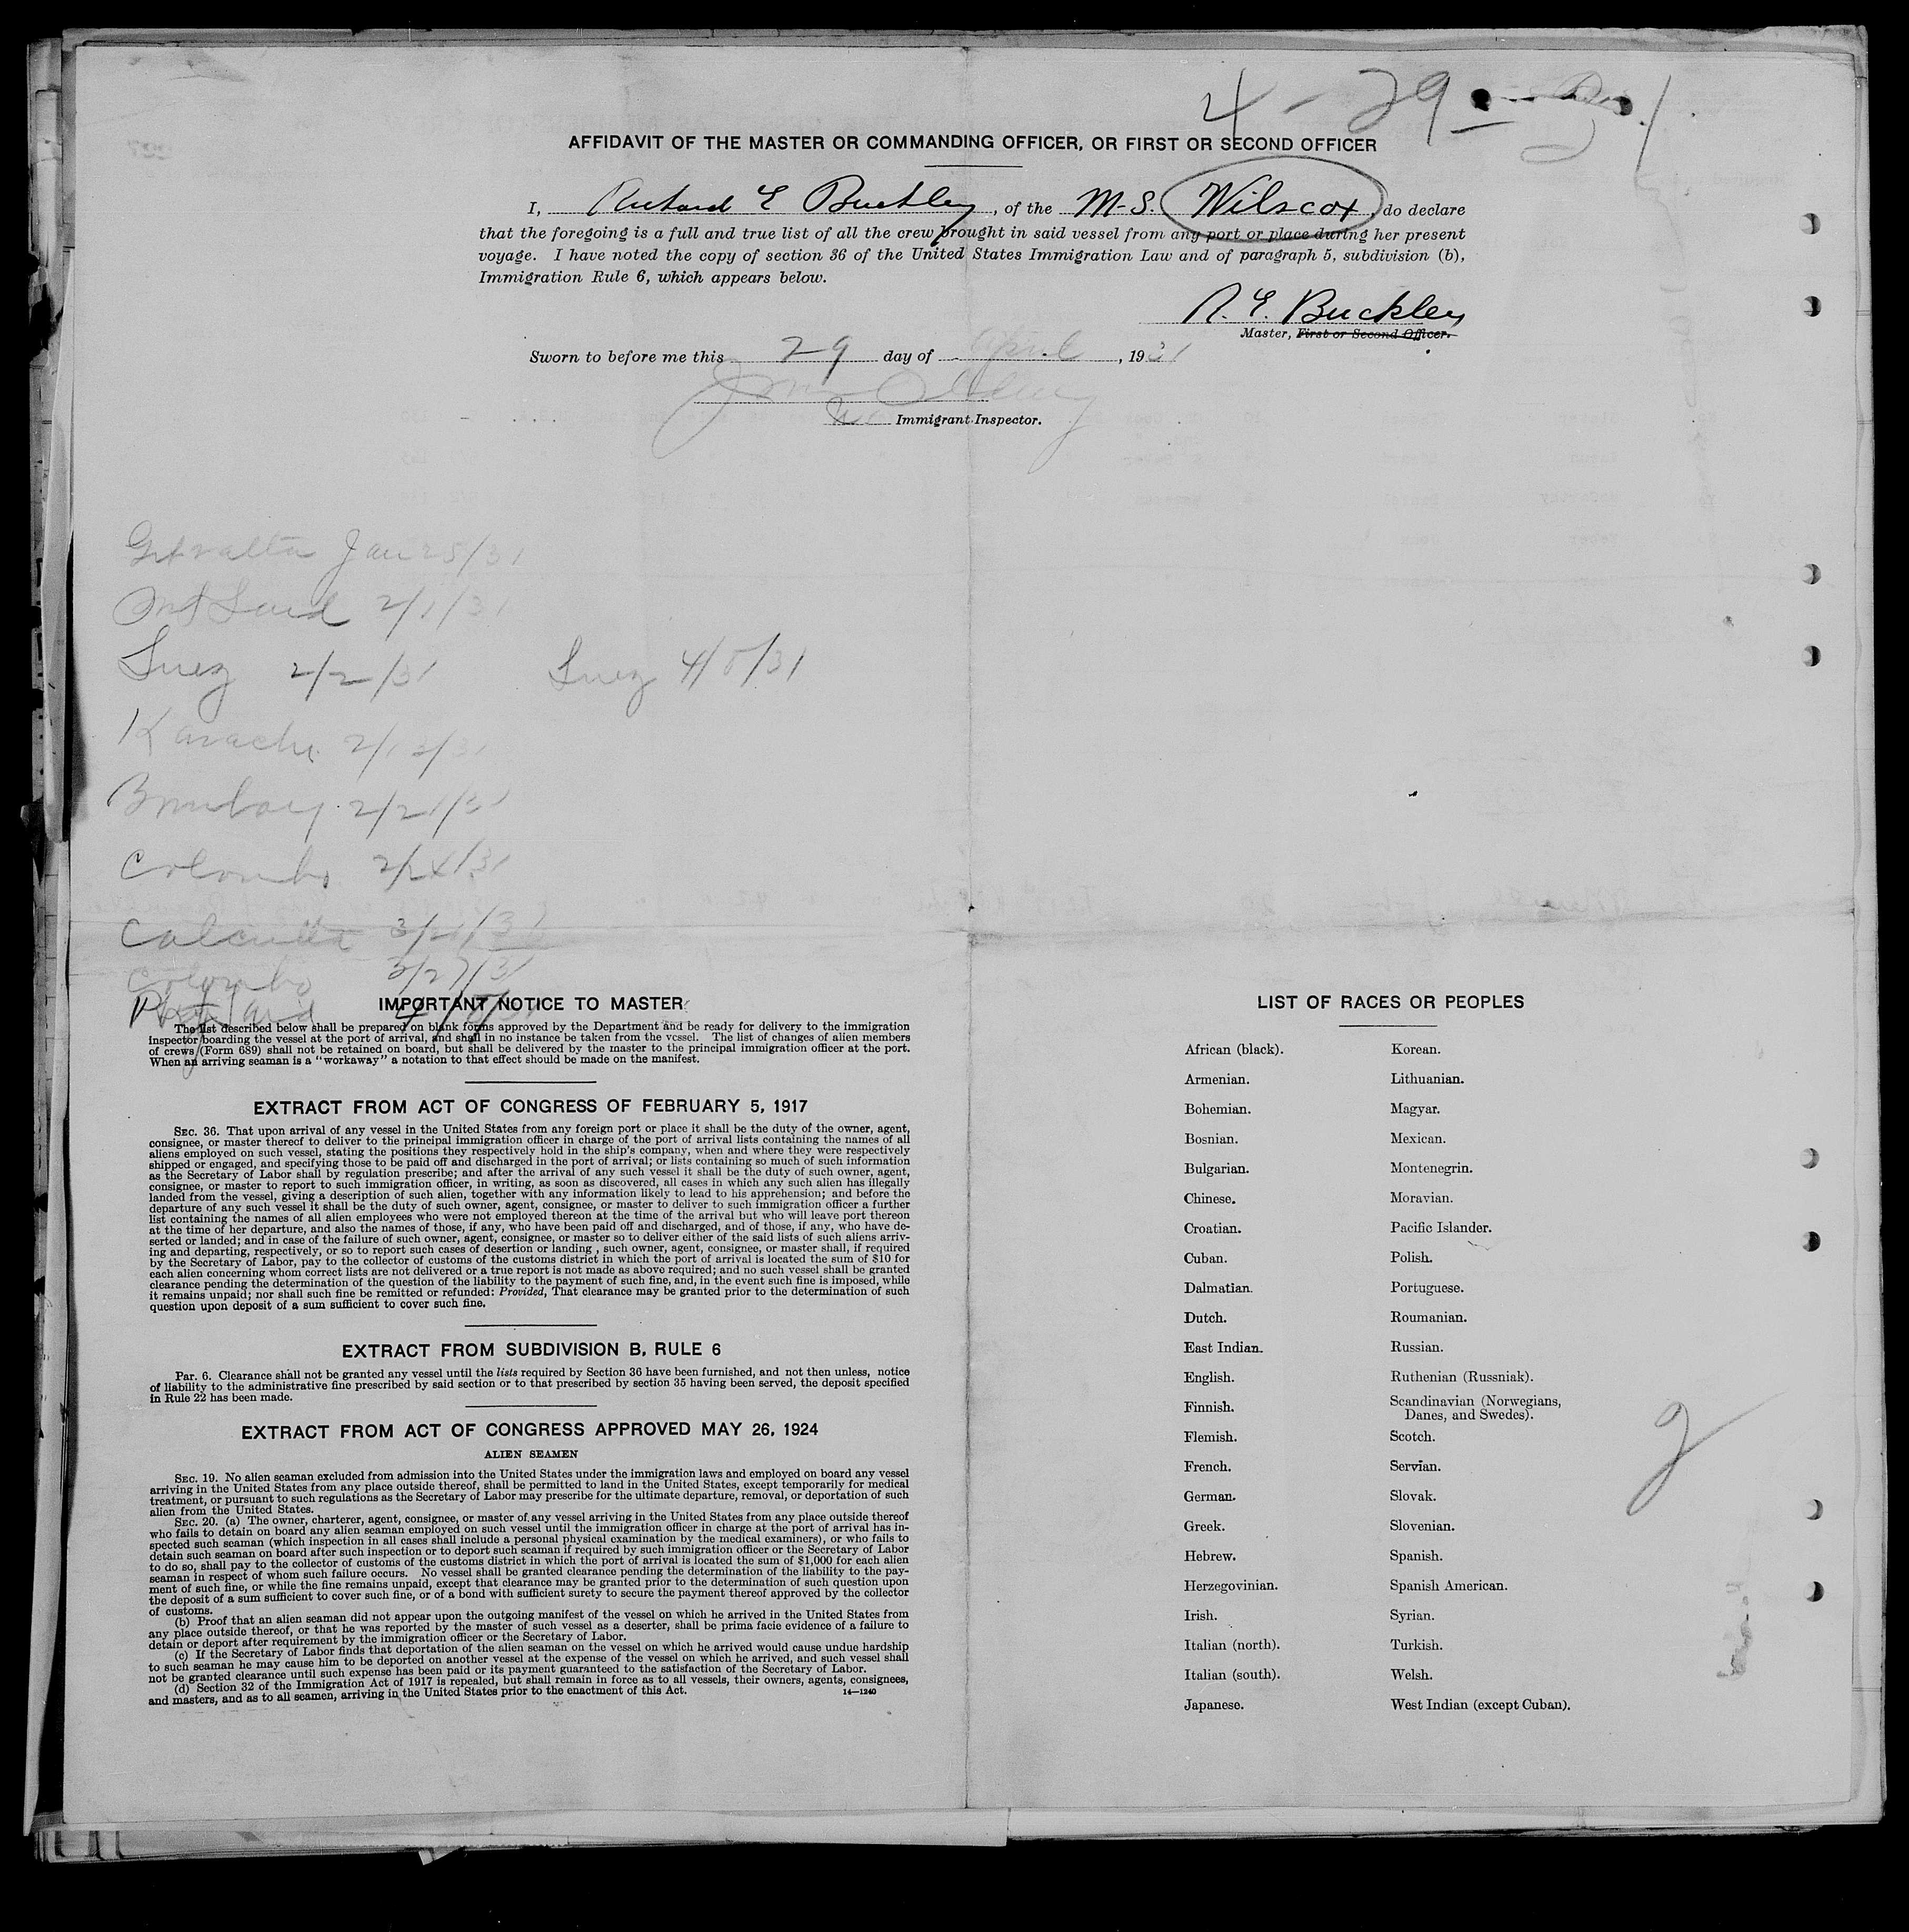 4 - 29 - 31
AFFIDAVIT OF THE MASTER OR COMMANDING OFFICER, OR FIRST OR SECOND OFFICER
I, Richard E Buckley, of the M-S. Wilscox, do declare
that the foregoing is a full and true list of all the crew brought in said vessel from any port or place during her present
voyage. I have noted the copy of section 36 of the United States Immigration Law and of paragraph 5, subdivision (b),
Immigration Rule 6, which appears below.
R. E. Buckley
Master, First or Second Officer.
Sworn to before me this 29 day of April, 1931
Immigrant Inspector.
Gibraltar Jan 25/31
Port Said 2/1/31
Suez 2/2/31 Suez 4/5/31
Karachi 2/13/31
Bombay 2/21/31
Colombo 2/24/31
Calcutta 3/21/31
Colombo 3/27/31
Port Said
IMPORTANT NOTICE TO MASTER
The list described below shall be prepared on blank forms approved by the Department and be ready for delivery to the immigration
inspector boarding the vessel at the port of arrival, and shall in no instance be taken from the vessel. The list of changes of alien members
of crews (Form 689) shall not be retained on board, but shall be delivered by the master to the principal immigration officer at the port.
When an arriving seaman is a "workaway" a notation to that effect should be made on the manifest.
EXTRACT FROM ACT OF CONGRESS OF FEBRUARY 5, 1917
SEC. 36. That upon arrival of any vessel in the United States from any foreign port or place it shall be the duty of the owner, agent,
consignee, or master thereof to deliver to the principal immigration officer in charge of the port of arrival lists containing the names of all
aliens employed on such vessel, stating the positions they respectively hold in the ship's company, when and where they were respectively
shipped or engaged, and specifying those to be paid off and discharged in the port of arrival; or lists containing so much of such information
as the Secretary of Labor shall by regulation prescribe; and after the arrival of any such vessel it shall be the duty of such owner, agent,
consignee, or master to report to such immigration officer, in writing, as soon as discovered, all cases in which any such alien has illegally
landed from the vessel, giving a description of such alien, together with any information likely to lead to his apprehension; and before the
departure of any such vessel it shall be the duty of such owner, agent, consignee, or master to deliver to such immigration officer a further
list containing the names of all alien employees who were not employed thereon at the time of the arrival but who will leave port thereon
at the time of her departure, and also the names of those, if any, who have been paid off and discharged, and of those, if any, who have de-
serted or landed; and in case of the failure of such owner, agent, consignee, or master so to deliver either of the said lists of such aliens arriv-
ing and departing, respectively, or so to report such cases of desertion or landing , such owner, agent, consignee, or master shall, if required
by the Secretary of Labor, pay to the collector of customs of the customs district in which the port of arrival is located the sum of $10 for
each alien concerning whom correct lists are not delivered or a true report is not made as above required; and no such vessel shall be granted
clearance pending the determination of the question of the liability to the payment of such fine, and, in the event such fine is imposed, while
it remains unpaid; nor shall such fine be remitted or refunded: Provided, That clearance may be granted prior to the determination of such
question upon deposit of a sum sufficient to cover such fine.
EXTRACT FROM SUBDIVISION B, RULE 6
Par. 6. Clearance shall not be granted any vessel until the lists required by Section 36 have been furnished, and not then unless, notice
of liability to the administrative fine prescribed by said section or to that prescribed by section 35 having been served, the deposit specified
in Rule 22 has been made.
EXTRACT FROM ACT OF CONGRESS APPROVED MAY 26, 1924
ALIEN SEAMEN
SEC. 19. No alien seaman excluded from admission into the United States under the immigration laws and employed on board any vessel
arriving in the United States from any place outside thereof, shall be permitted to land in the United States, except temporarily for medical
treatment, or pursuant to such regulations as the Secretary of Labor may prescribe for the ultimate departure, removal, or deportation of such
alien from the United States.
SEC. 20. (a) The owner, charterer, agent, consignee, or master of any vessel arriving in the United States from any place outside thereof
who fails to detain on board any alien seaman employed on such vessel until the immigration officer in charge at the port of arrival has in-
spected such seaman (which inspection in all cases shall include a personal physical examination by the medical examiners), or who fails to
detain such seaman on board after such inspection or to deport such seaman if required by such immigration officer or the Secretary of Labor
to do so, shall pay to the collector of customs of the customs district in which the port of arrival is located the sum of $1,000 for each alien
seaman in respect of whom such failure occurs. No vessel shall be granted clearance pending the determination of the liability to the pay-
ment of such fine, or while the fine remains unpaid, except that clearance may be granted prior to the determination of such question upon
the deposit of a sum sufficient to cover such fine, or of a bond with sufficient surety to secure the payment thereof approved by the collector
of customs.
(b) Proof that an alien seaman did not appear upon the outgoing manifest of the vessel on which he arrived in the United States from
any place outside thereof, or that he was reported by the master of such vessel as a deserter, shall be prima facie evidence of a failure to
detain or deport after requirement by the immigration officer or the Secretary of Labor.
(c) If the Secretary of Labor finds that deportation of the alien seaman on the vessel on which he arrived would cause undue hardship
to such seaman he may cause him to be deported on another vessel at the expense of the vessel on which he arrived, and such vessel shall
not be granted clearance until such expense has been paid or its payment guaranteed to the satisfaction of the Secretary of Labor.
(d) Section 32 of the Immigration Act of 1917 is repealed, but shall remain in force as to all vessels, their owners, agents, consignees,
and masters, and as to all seamen, arriving in the United States prior to the enactment of this Act. 14—1240
LIST OF RACES OR PEOPLES
African (black). Korean.
Armenian. Lithuanian.
Bohemian. Magyar.
Bosnian. Mexican.
Bulgarian. Montenegrin.
Chinese. Moravian.
Croatian. Pacific Islander.
Cuban. Polish.
Dalmatian. Portuguese.
Dutch. Roumanian.
East Indian. Russian.
English. Ruthenian (Russniak).
Finnish. Scandinavian (Norwegians,
Danes, and Swedes).
Flemish. Scotch.
French. Servian.
German. Slovak.
Greek. Slovenian.
Hebrew. Spanish.
Herzegovinian. Spanish American.
Irish. Syrian.
Italian (north). Turkish.
Italian (south). Welsh.
Japanese. West Indian (except Cuban).